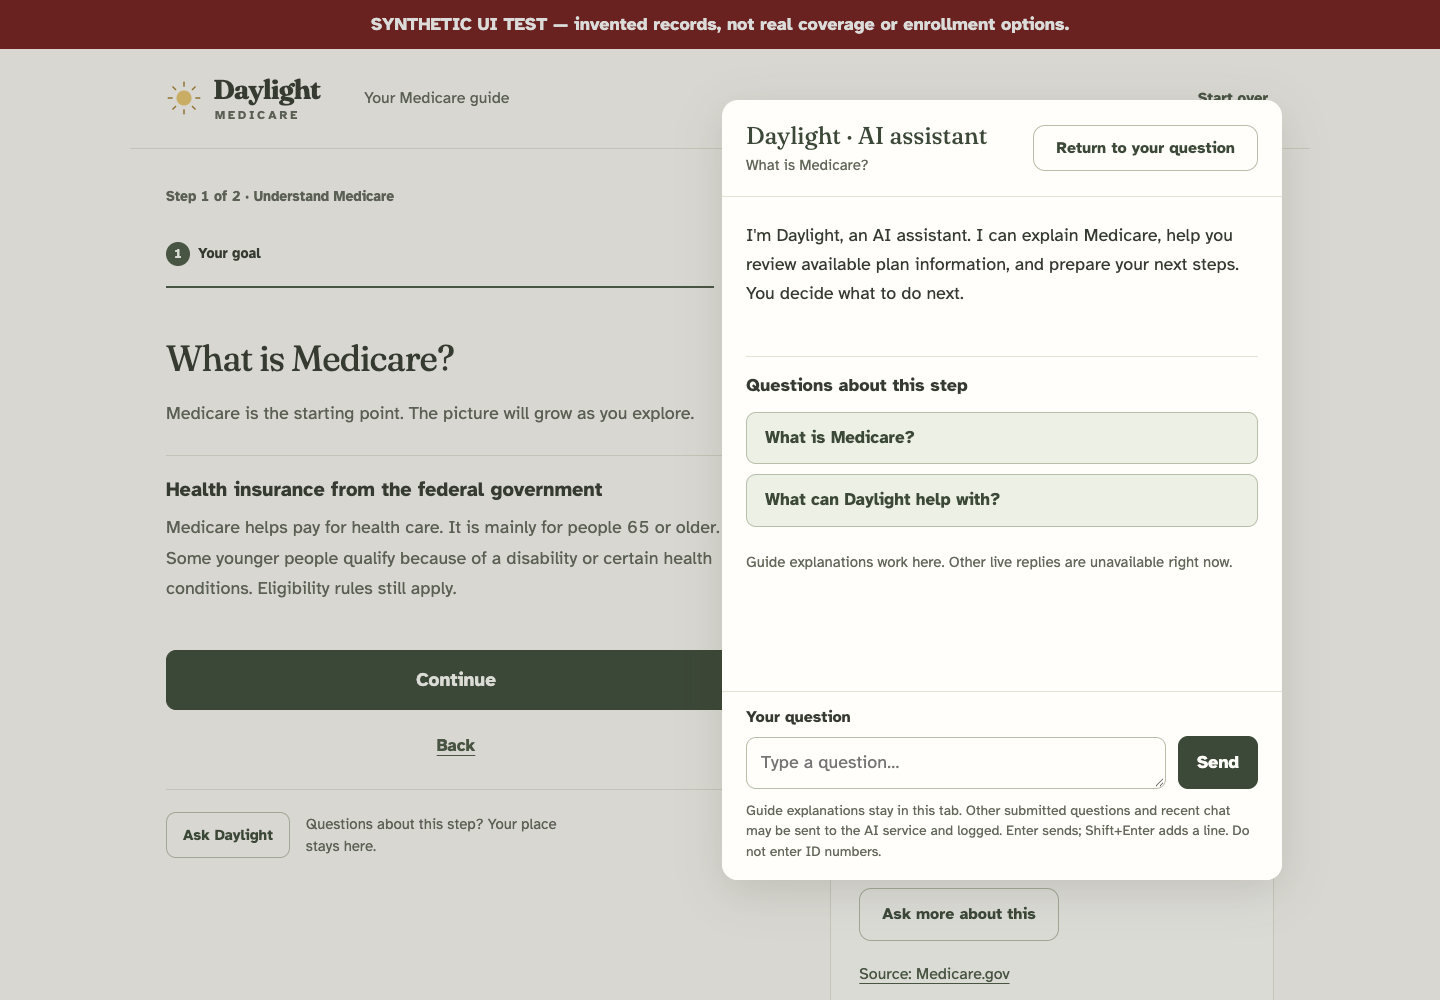 SYNTHETIC UI TEST — invented records, not real coverage or enrollment options.
Daylight
MEDICARE
Your Medicare guide
Start over
Step 1 of 2 · Understand Medicare
1 Your goal
What is Medicare?
Medicare is the starting point. The picture will grow as you explore.
Health insurance from the federal government
Medicare helps pay for health care. It is mainly for people 65 or older.
Some younger people qualify because of a disability or certain health
conditions. Eligibility rules still apply.
Continue
Back
Ask Daylight
Questions about this step? Your place
stays here.
Daylight · AI assistant
What is Medicare?
Return to your question
I'm Daylight, an AI assistant. I can explain Medicare, help you
review available plan information, and prepare your next steps.
You decide what to do next.
Questions about this step
What is Medicare?
What can Daylight help with?
Guide explanations work here. Other live replies are unavailable right now.
Your question
Type a question...
Send
Guide explanations stay in this tab. Other submitted questions and recent chat
may be sent to the AI service and logged. Enter sends; Shift+Enter adds a line. Do
not enter ID numbers.
Ask more about this
Source: Medicare.gov